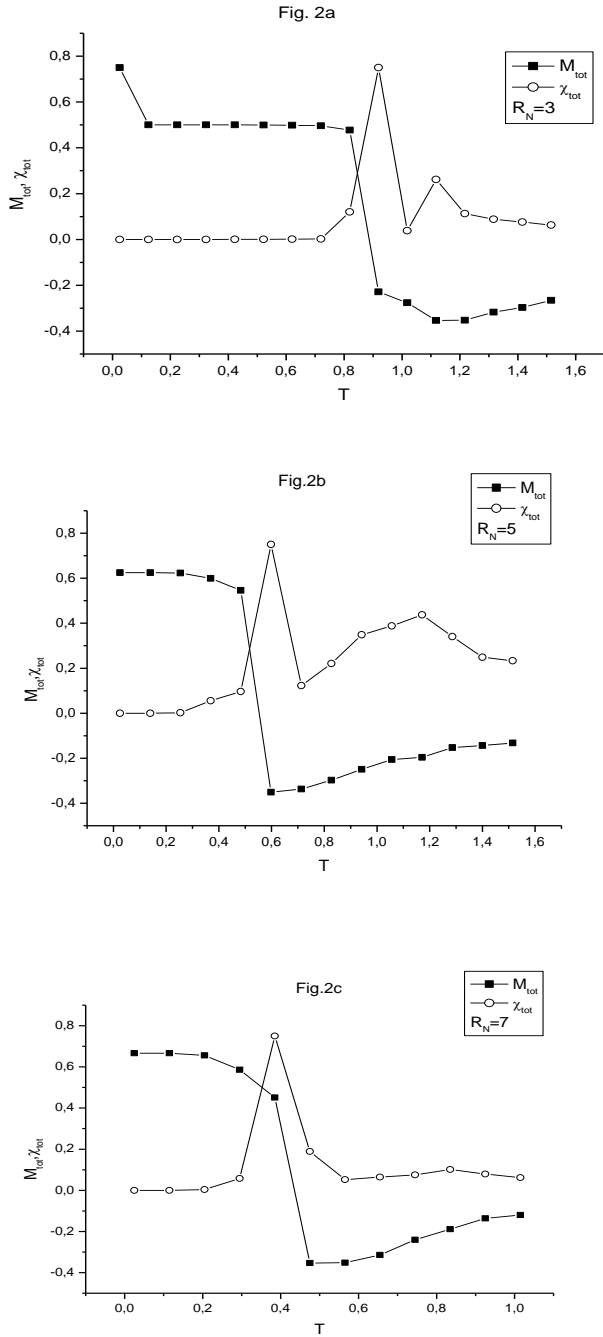 Fig. 2a
M_tot
χ_tot
R_N=3
M_tot, χ_tot
0,8
0,6
0,4
0,2
0,0
-0,2
-0,4
0,0 0,2 0,4 0,6 0,8 1,0 1,2 1,4 1,6
T
Fig.2b
M_tot
χ_tot
R_N=5
M_tot,χ_tot
0,8
0,6
0,4
0,2
0,0
-0,2
-0,4
0,0 0,2 0,4 0,6 0,8 1,0 1,2 1,4 1,6
T
Fig.2c
M_tot
χ_tot
R_N=7
M_tot,χ_tot
0,8
0,6
0,4
0,2
0,0
-0,2
-0,4
0,0 0,2 0,4 0,6 0,8 1,0
T